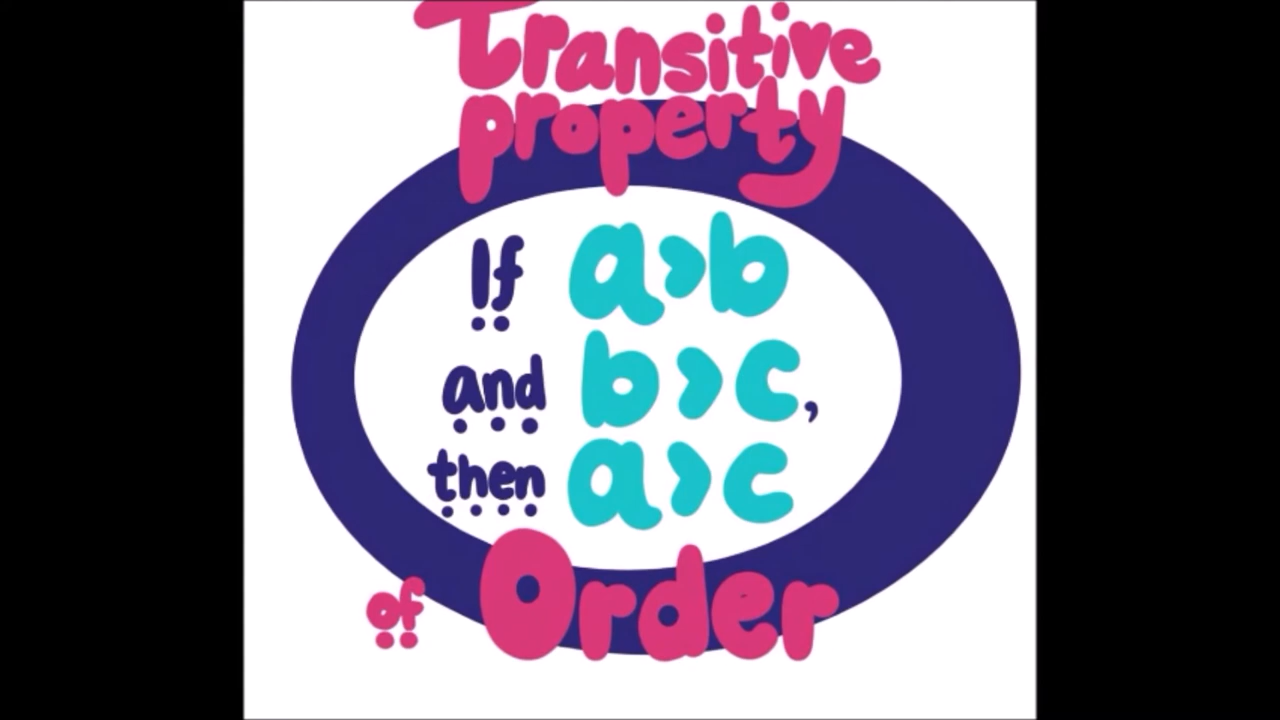 Transitive
property
If a>b
and b>c,
then a>c
of Order